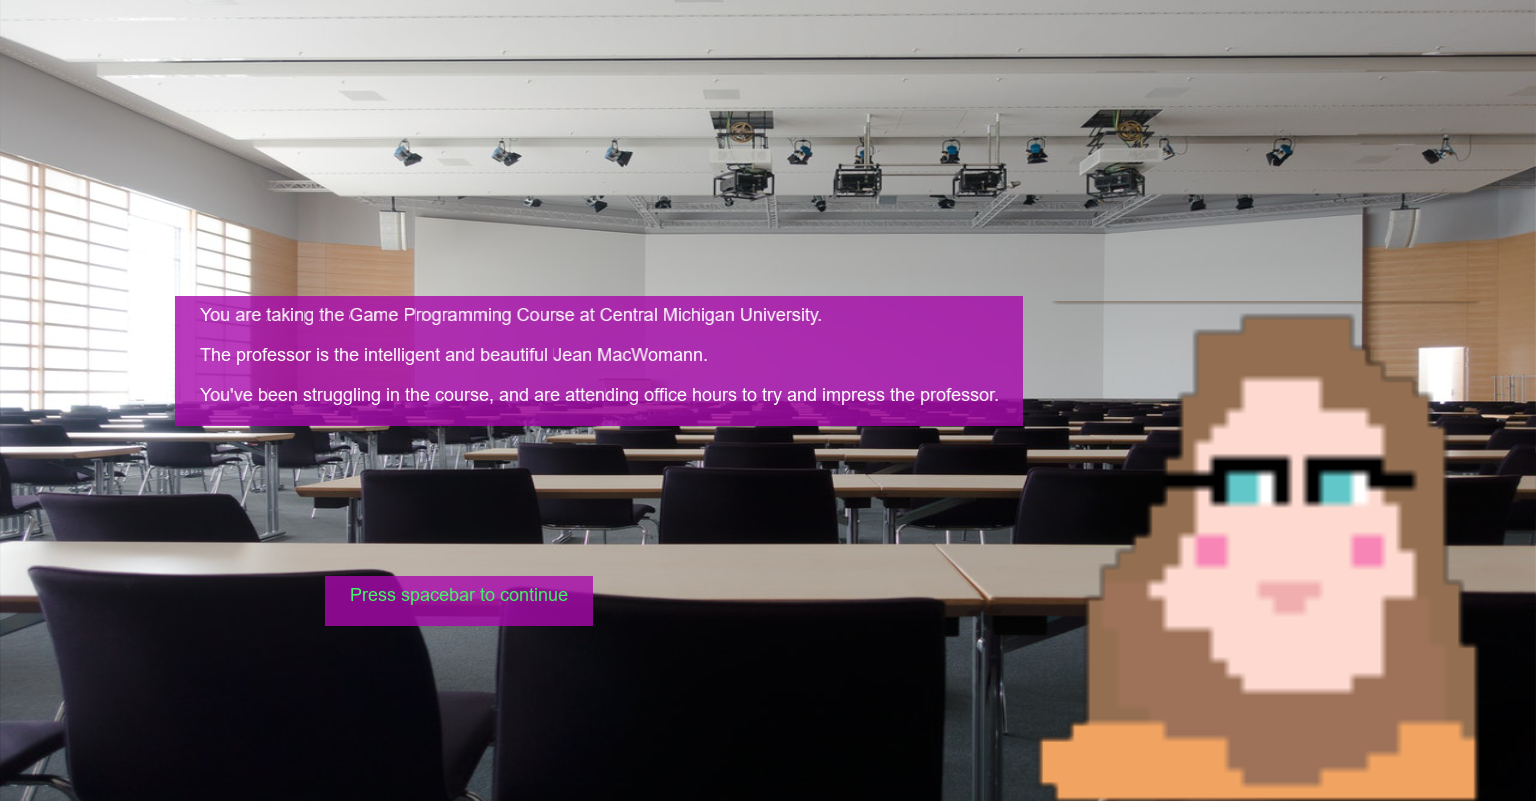 You are taking the Game Programming Course at Central Michigan University.
The professor is the intelligent and beautiful Jean MacWomann.
You've been struggling in the course, and are attending office hours to try and impress the professor.
Press spacebar to continue